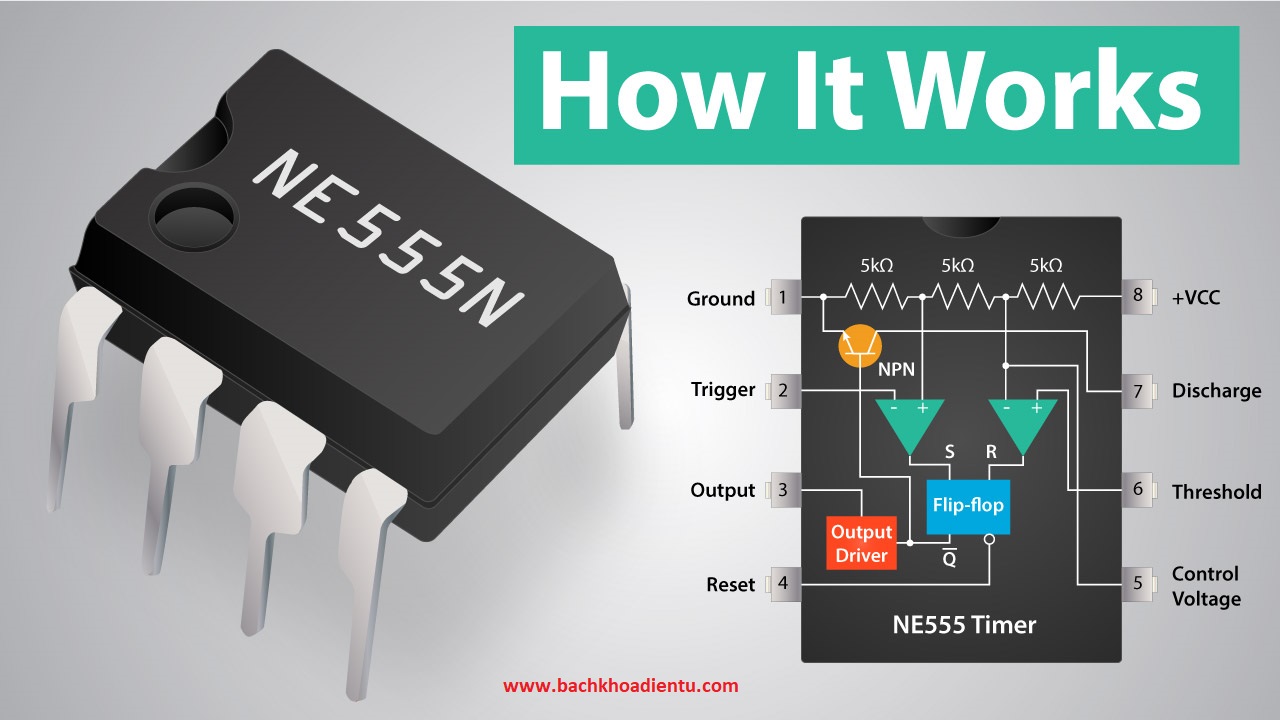 How It Works
NE555N
5kΩ 5kΩ 5kΩ
Ground 1
8 +VCC
NPN
Trigger 2
- +
- +
7 Discharge
S R
Output 3
6 Threshold
Flip-flop
Output
Driver
Q̅
Reset 4
5 Control
Voltage
NE555 Timer
www.bachkhoadientu.com